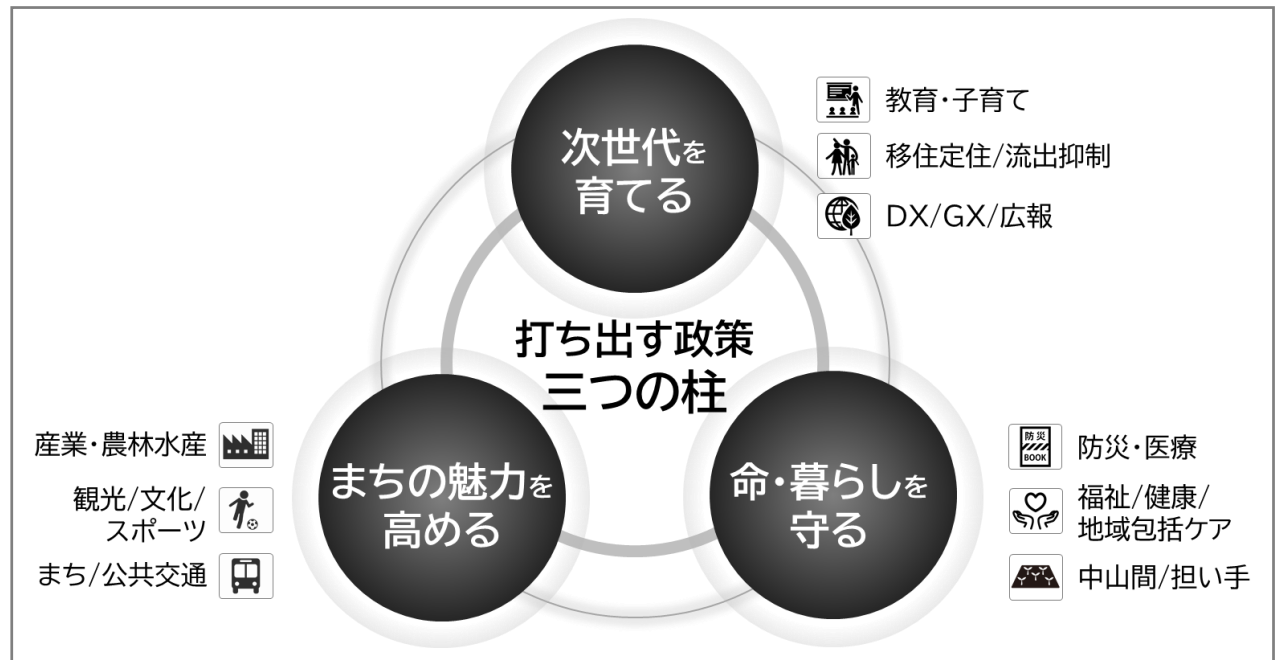 次世代を
育てる
教育・子育て
移住定住/流出抑制
DX/GX/広報
打ち出す政策
三つの柱
まちの魅力を
高める
産業・農林水産
観光/文化/
スポーツ
まち/公共交通
命・暮らしを
守る
防災
BOOK
防災・医療
福祉/健康/
地域包括ケア
中山間/担い手